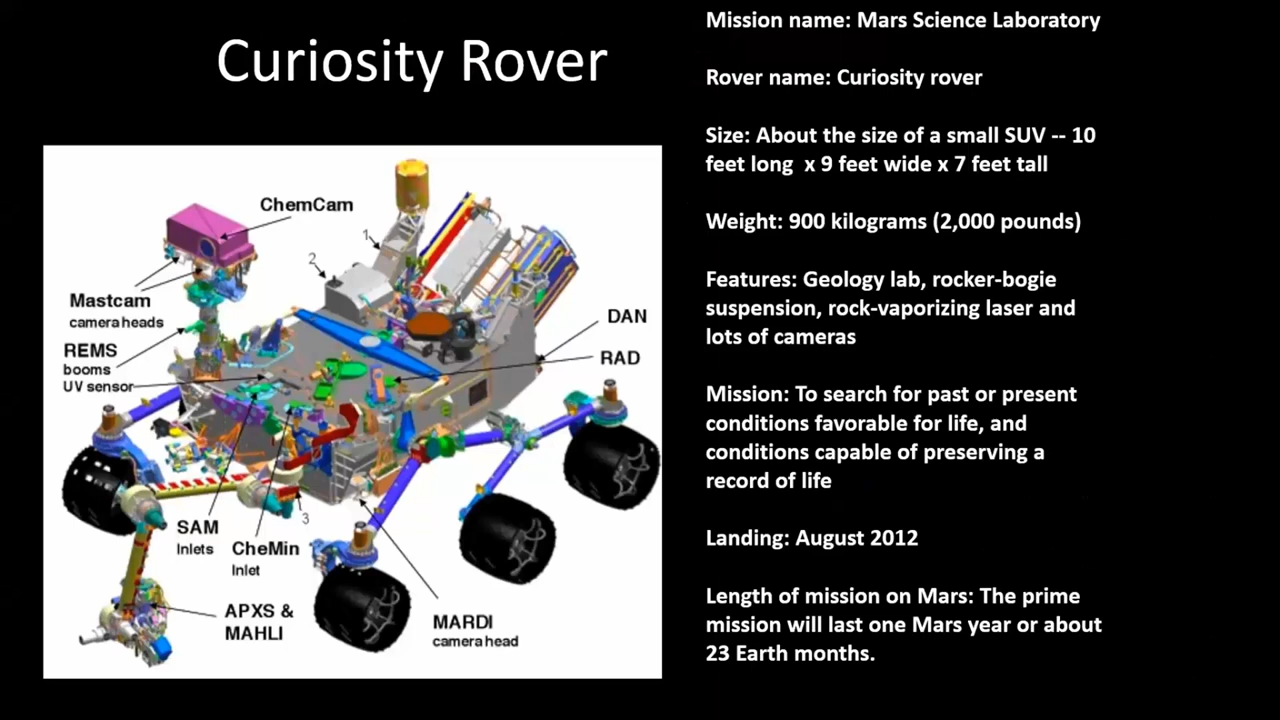 Curiosity Rover
ChemCam
1
2
Mastcam
camera heads
REMS
booms
UV sensor
DAN
RAD
3
SAM
Inlets
CheMin
Inlet
APXS &
MAHLI
MARDI
camera head
Mission name: Mars Science Laboratory
Rover name: Curiosity rover
Size: About the size of a small SUV -- 10
feet long  x 9 feet wide x 7 feet tall
Weight: 900 kilograms (2,000 pounds)
Features: Geology lab, rocker-bogie
suspension, rock-vaporizing laser and
lots of cameras
Mission: To search for past or present
conditions favorable for life, and
conditions capable of preserving a
record of life
Landing: August 2012
Length of mission on Mars: The prime
mission will last one Mars year or about
23 Earth months.